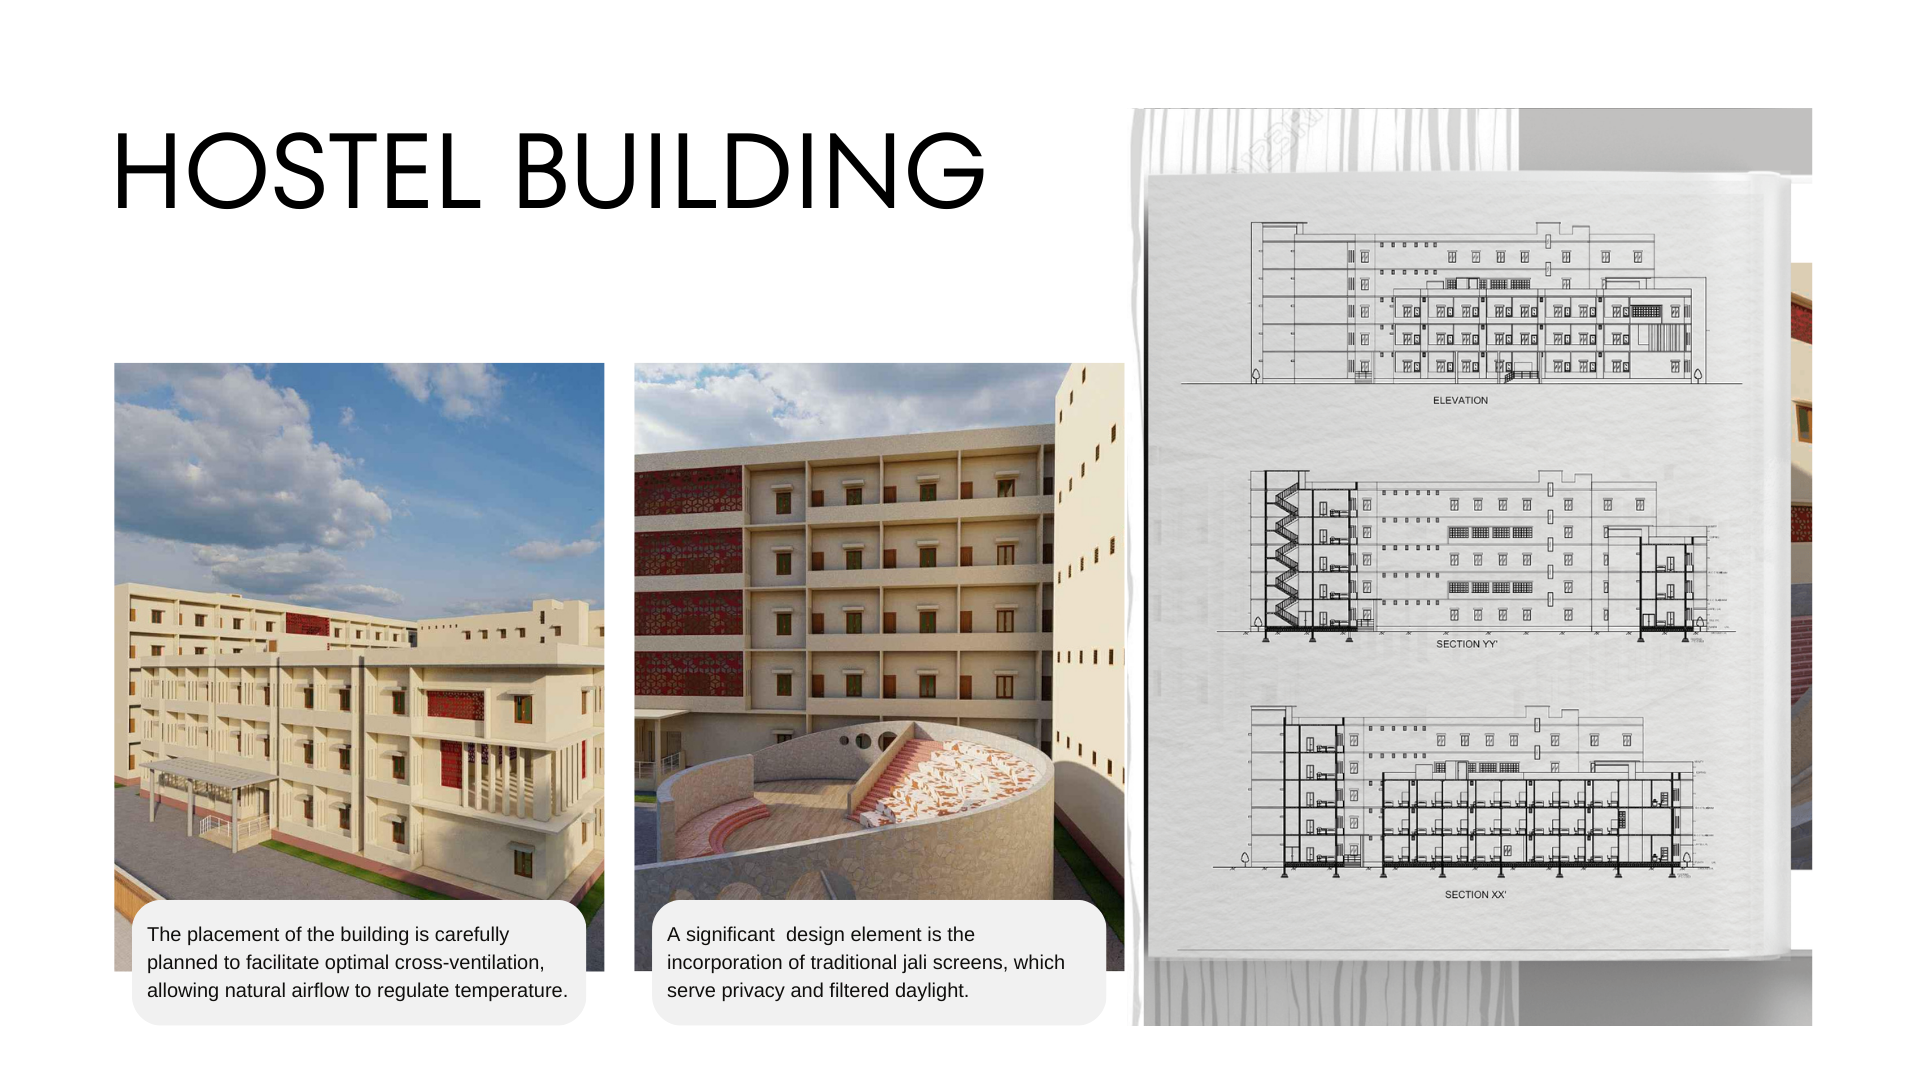 HOSTEL BUILDING
The placement of the building is carefully
planned to facilitate optimal cross-ventilation,
allowing natural airflow to regulate temperature.
A significant  design element is the
incorporation of traditional jali screens, which
serve privacy and filtered daylight.
ELEVATION
SECTION YY'
SECTION XX'